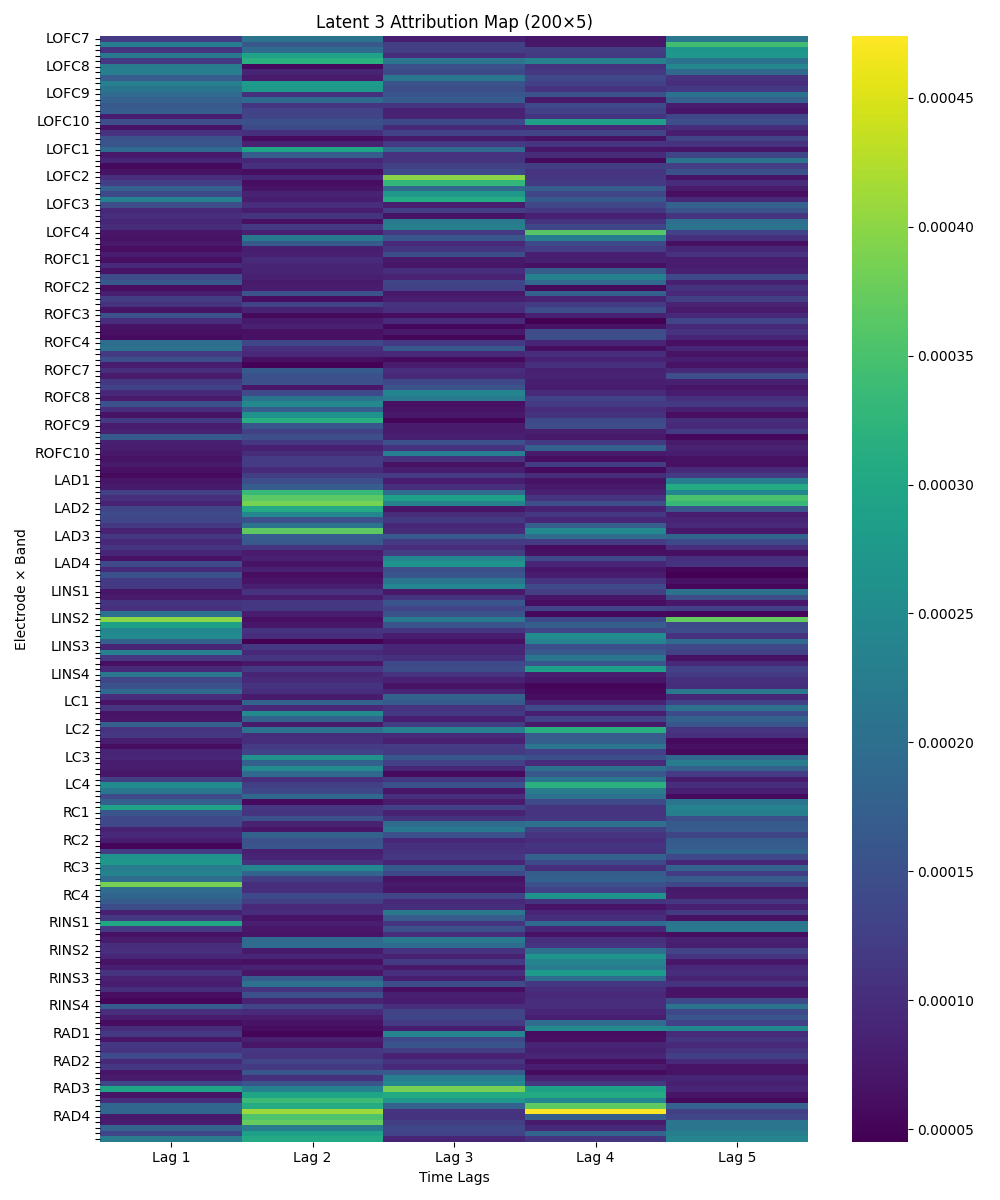 Latent 3 Attribution Map (200×5)
LOFC7
LOFC8
LOFC9
LOFC10
LOFC1
LOFC2
LOFC3
LOFC4
ROFC1
ROFC2
ROFC3
ROFC4
ROFC7
ROFC8
ROFC9
ROFC10
LAD1
LAD2
LAD3
LAD4
LINS1
LINS2
LINS3
LINS4
LC1
LC2
LC3
LC4
RC1
RC2
RC3
RC4
RINS1
RINS2
RINS3
RINS4
RAD1
RAD2
RAD3
RAD4
Electrode × Band
Lag 1
Lag 2
Lag 3
Lag 4
Lag 5
Time Lags
0.00045
0.00040
0.00035
0.00030
0.00025
0.00020
0.00015
0.00010
0.00005